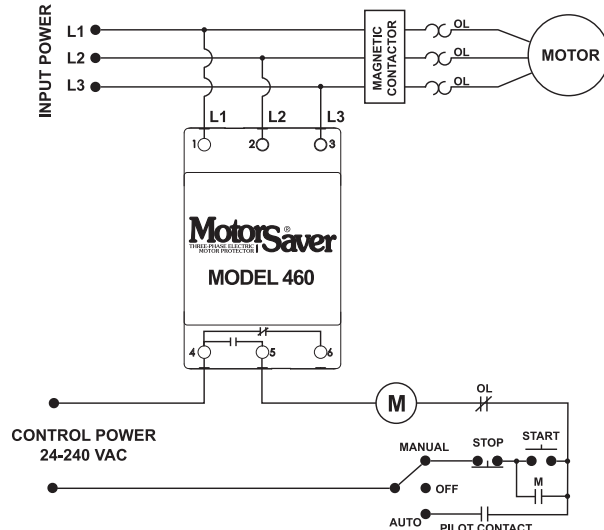 INPUT POWER
L1
L2
L3
MAGNETIC
CONTACTOR
OL
OL
OL
MOTOR
L1 L2 L3
1 2 3
MotorSaver®
THREE-PHASE ELECTRIC
MOTOR PROTECTOR
MODEL 460
4 5 6
CONTROL POWER
24-240 VAC
M
OL
MANUAL
STOP
START
OFF
M
AUTO
PILOT CONTACT